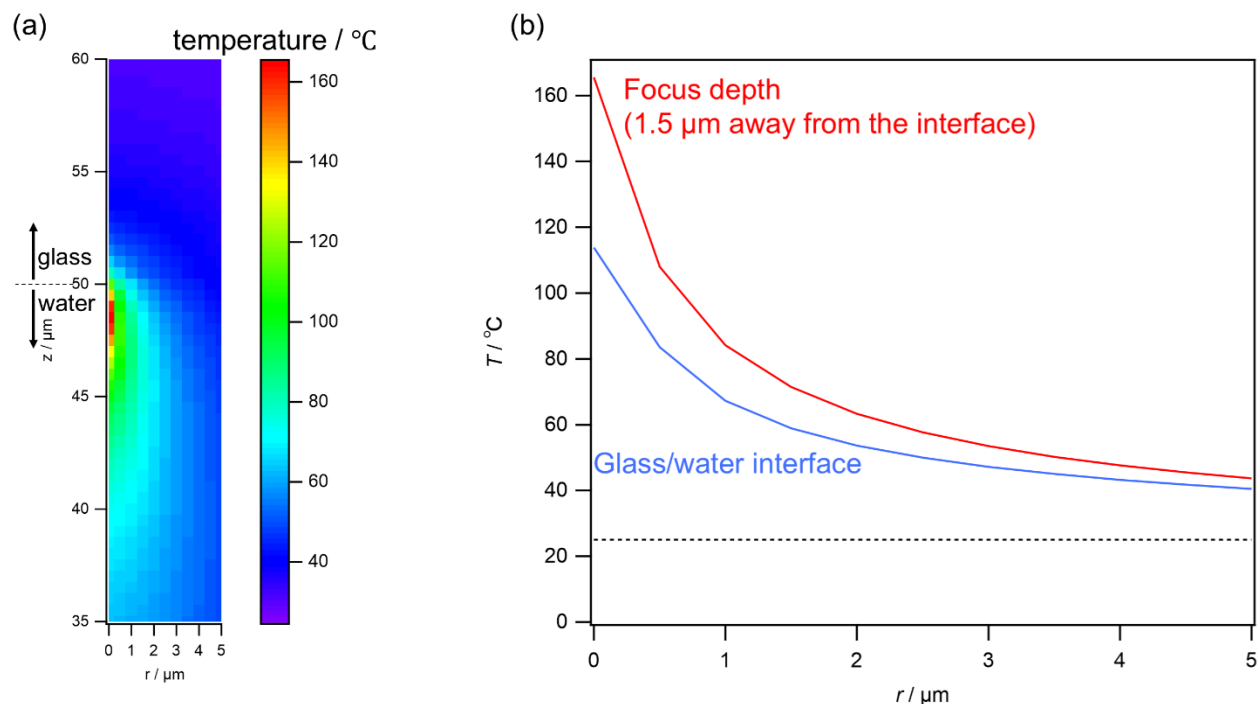 (a)
temperature / ℃
60
55
50
45
40
35
glass
water
z / µm
0 1 2 3 4 5
r / µm
160
140
120
100
80
60
40
(b)
Focus depth
(1.5 µm away from the interface)
Glass/water interface
160
140
120
100
80
60
40
20
0
T / °C
0 1 2 3 4 5
r / µm